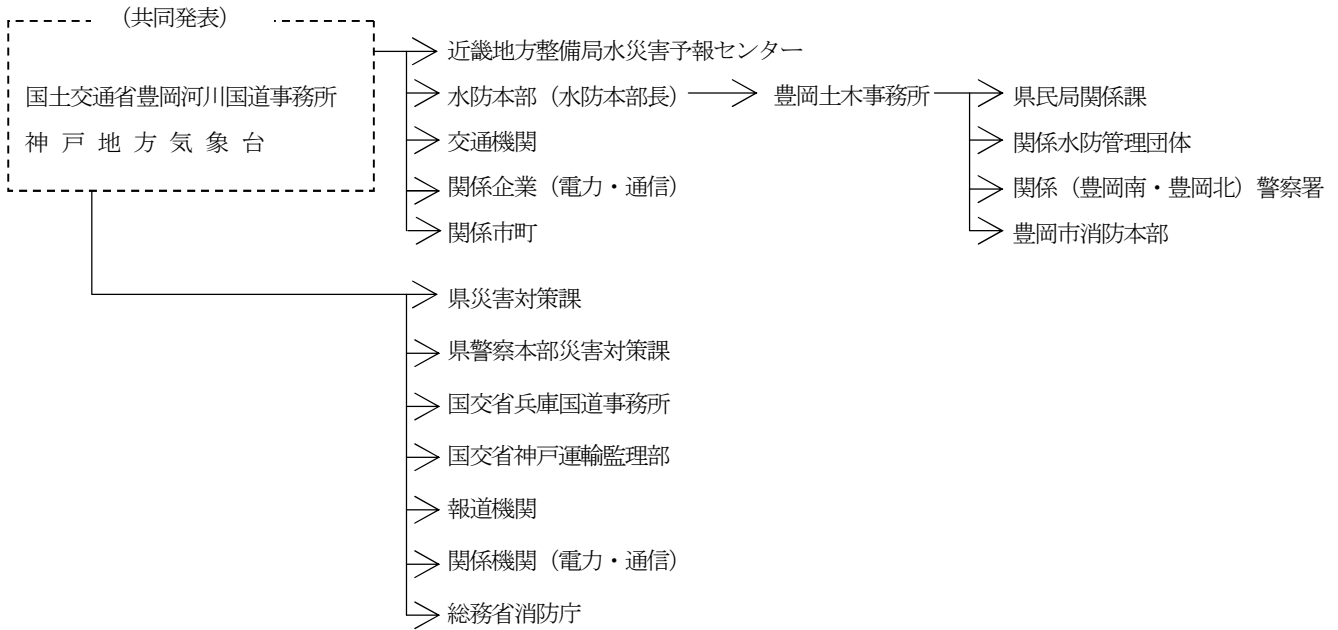 （共同発表）
国土交通省豊岡河川国道事務所
神戸地方気象台
近畿地方整備局水災害予報センター
水防本部（水防本部長）
交通機関
関係企業（電力・通信）
関係市町
豊岡土木事務所
県民局関係課
関係水防管理団体
関係（豊岡南・豊岡北）警察署
豊岡市消防本部
県災害対策課
県警察本部災害対策課
国交省兵庫国道事務所
国交省神戸運輸監理部
報道機関
関係機関（電力・通信）
総務省消防庁